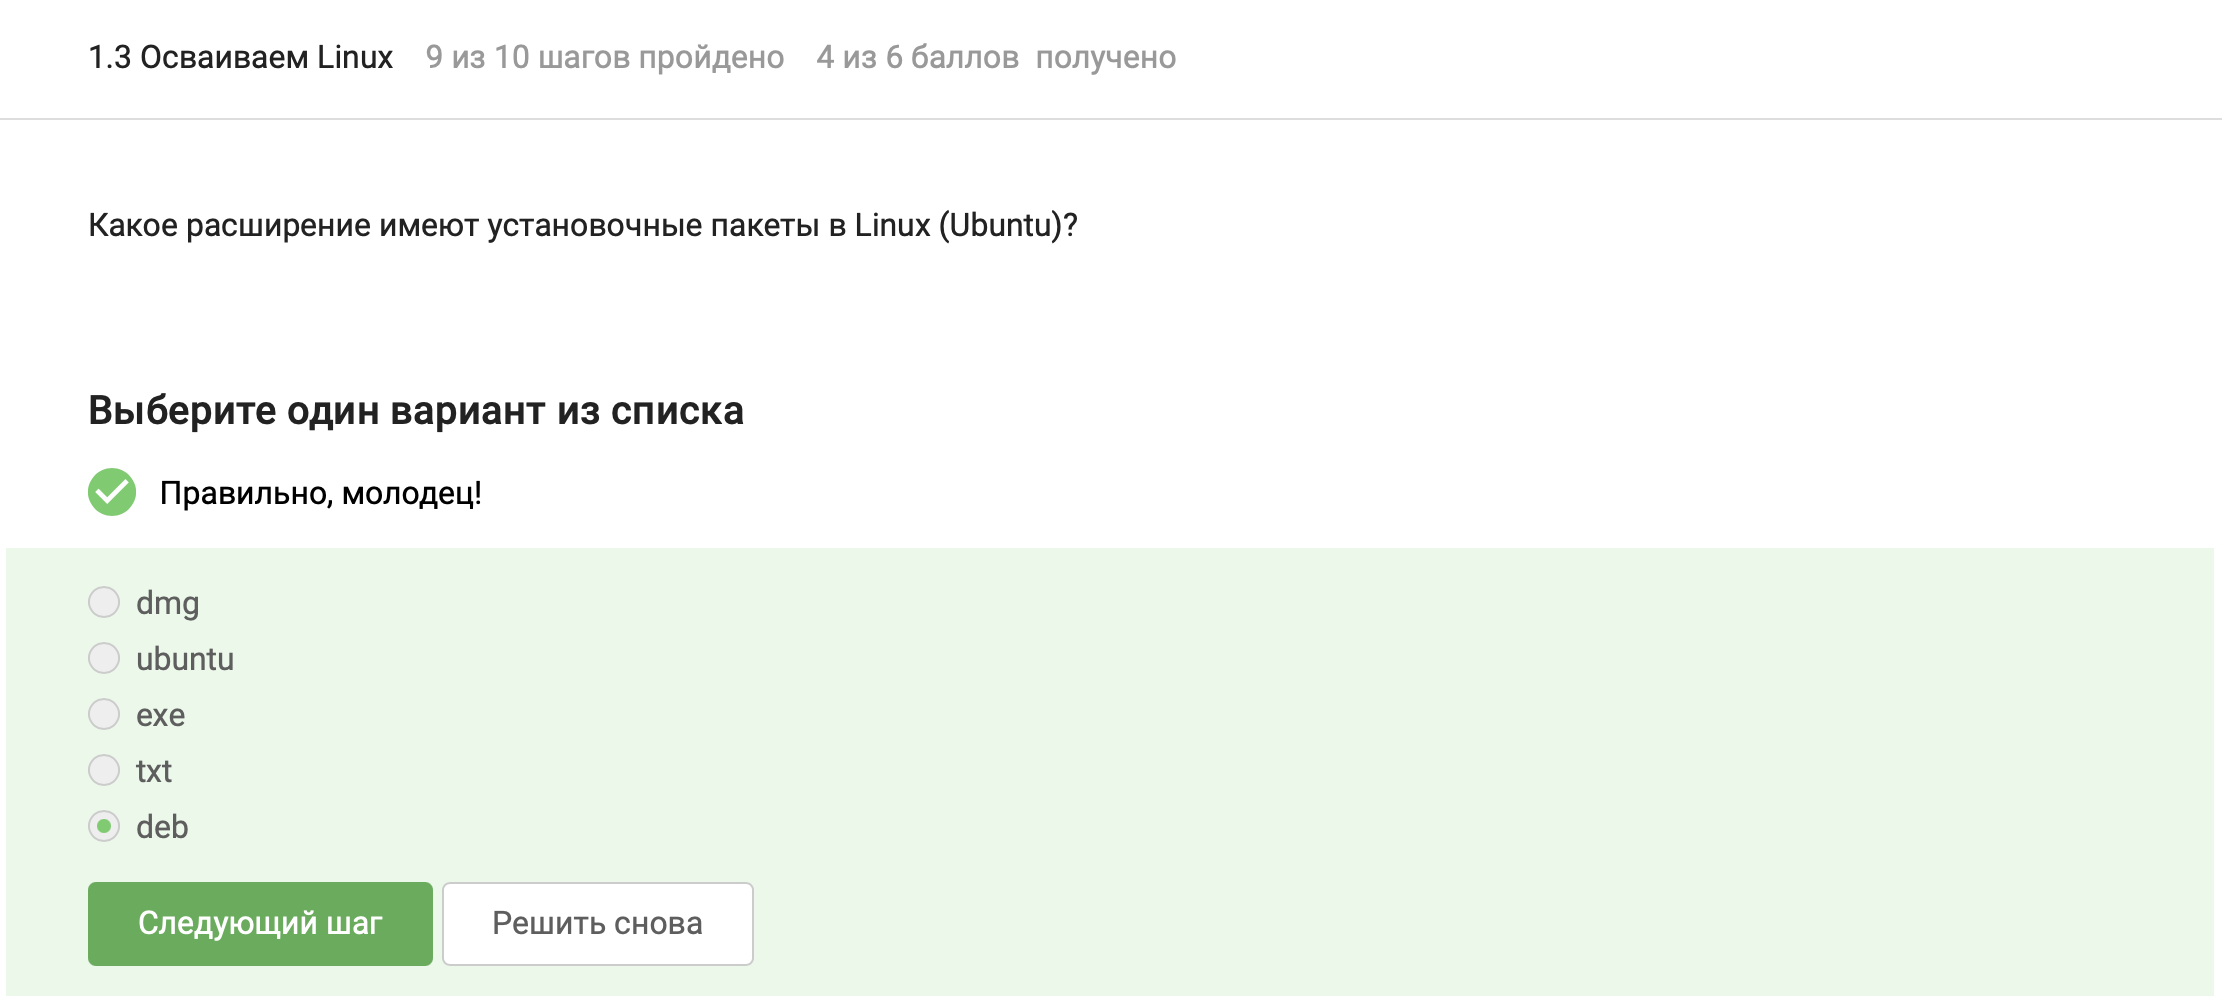 1.3 Осваиваем Linux 9 из 10 шагов пройдено 4 из 6 баллов получено
Какое расширение имеют установочные пакеты в Linux (Ubuntu)?
Выберите один вариант из списка
Правильно, молодец!
dmg
ubuntu
exe
txt
deb
Следующий шаг Решить снова